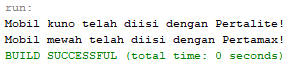 run:
Mobil kuno telah diisi dengan Pertalite!
Mobil mewah telah diisi dengan Pertamax!
BUILD SUCCESSFUL (total time: 0 seconds)